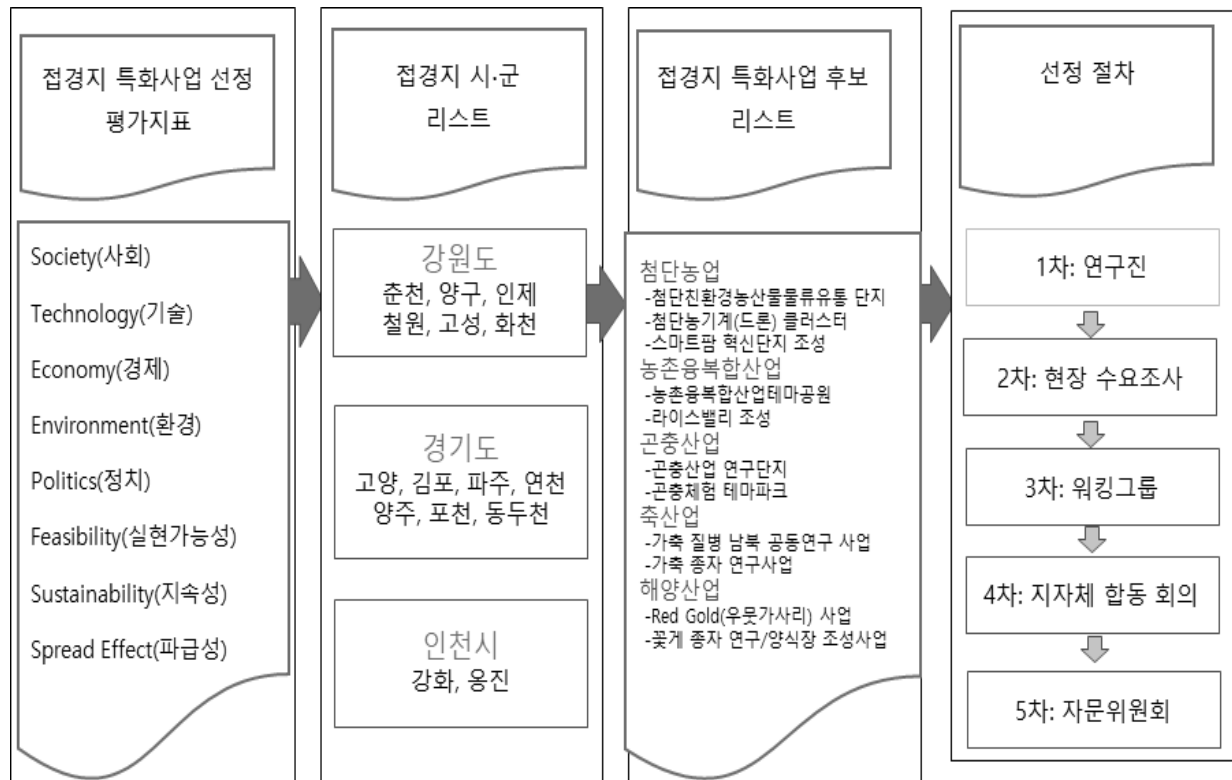 접경지 특화사업 선정
평가지표
Society(사회)
Technology(기술)
Economy(경제)
Environment(환경)
Politics(정치)
Feasibility(실현가능성)
Sustainability(지속성)
Spread Effect(파급성)
접경지 시·군
리스트
강원도
춘천, 양구, 인제
철원, 고성, 화천
경기도
고양, 김포, 파주, 연천
양주, 포천, 동두천
인천시
강화, 옹진
접경지 특화사업 후보
리스트
첨단농업
-첨단친환경농산물물류유통 단지
-첨단농기계(드론) 클러스터
-스마트팜 혁신단지 조성
농촌융복합산업
-농촌융복합산업테마공원
-라이스밸리 조성
곤충산업
-곤충산업 연구단지
-곤충체험 테마파크
축산업
-가축 질병 남북 공동연구 사업
-가축 종자 연구사업
해양산업
-Red Gold(우뭇가사리) 사업
-꽃게 종자 연구/양식장 조성사업
선정 절차
1차: 연구진
2차: 현장 수요조사
3차: 워킹그룹
4차: 지자체 합동 회의
5차: 자문위원회